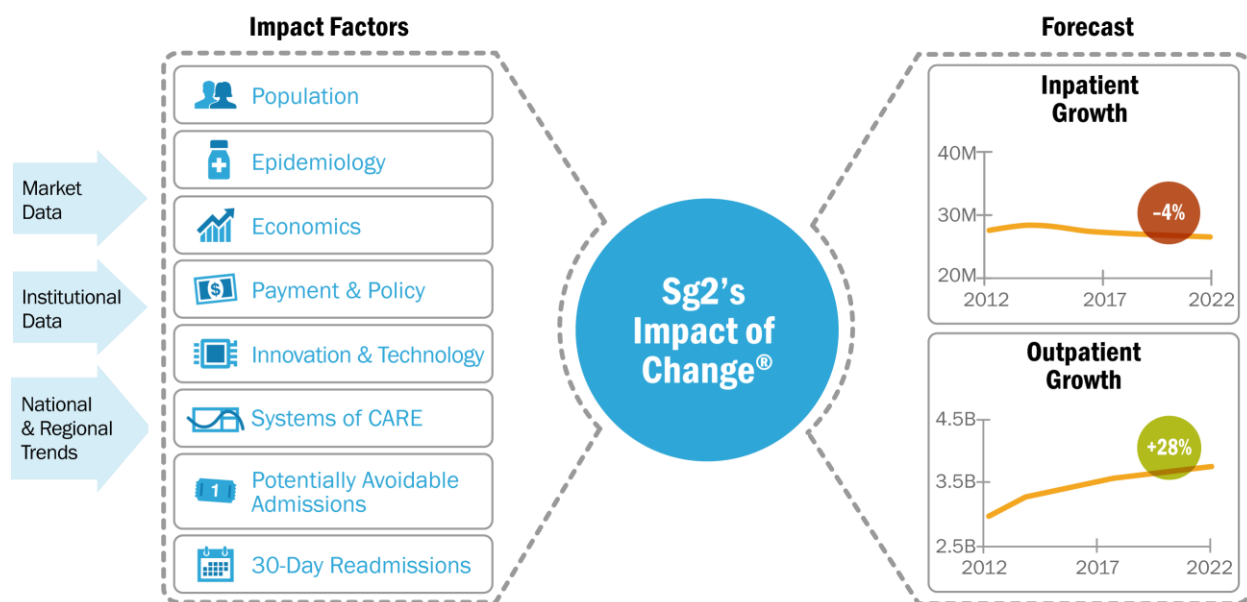 Impact Factors
Market
Data
Institutional
Data
National
& Regional
Trends
Population
Epidemiology
Economics
$
Payment & Policy
Innovation & Technology
Systems of CARE
1
Potentially Avoidable
Admissions
30-Day Readmissions
Sg2's
Impact of
Change®
Forecast
Inpatient
Growth
40M
30M
20M
–4%
2012
2017
2022
Outpatient
Growth
4.5B
3.5B
2.5B
+28%
2012
2017
2022